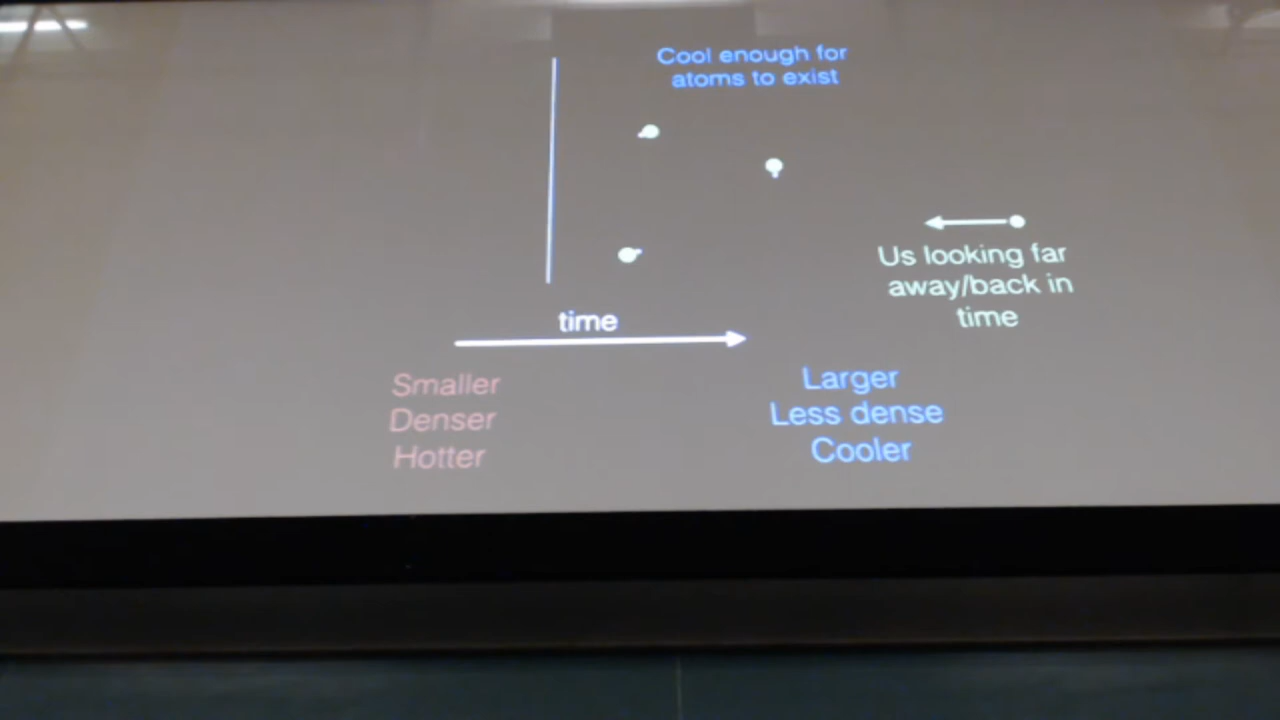 Cool enough for
atoms to exist
Us looking far
away/back in
time
time
Smaller
Denser
Hotter
Larger
Less dense
Cooler